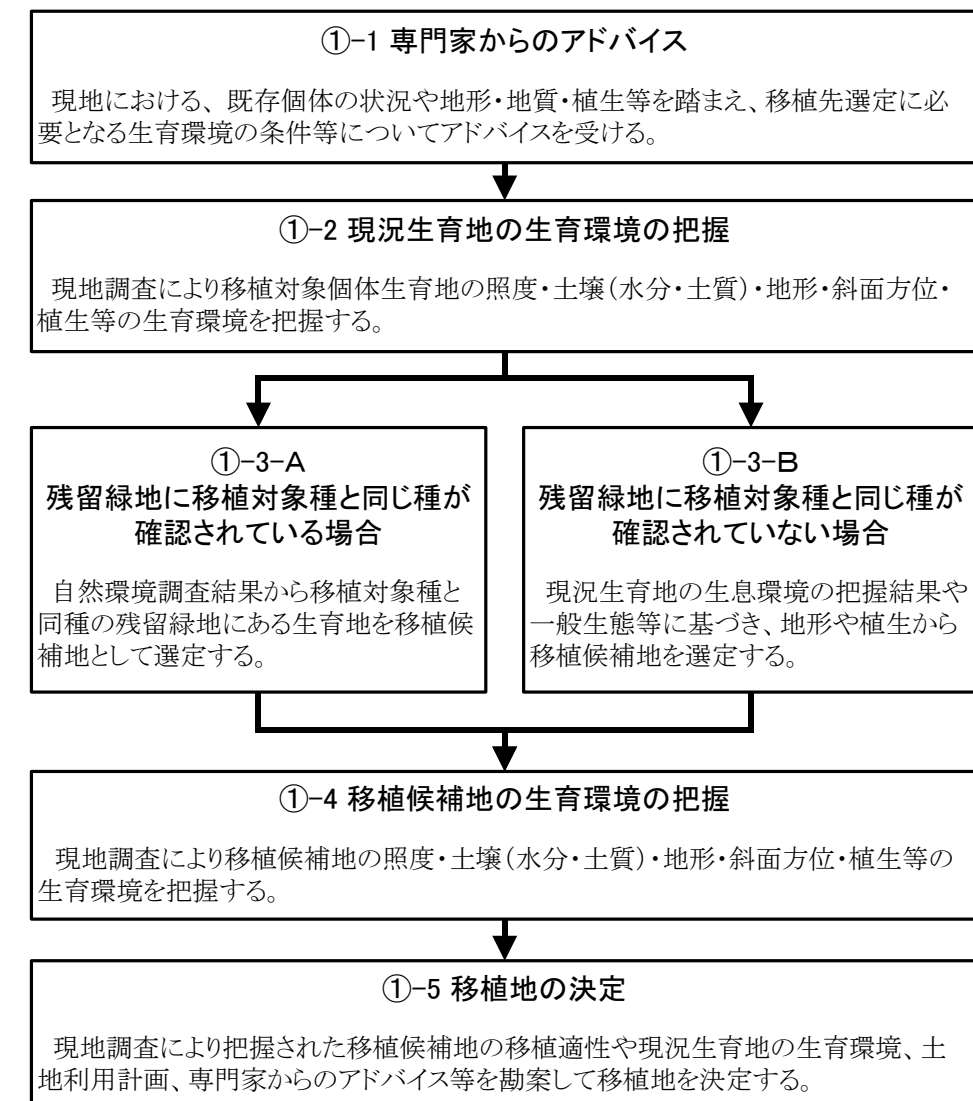 ①-1 専門家からのアドバイス
現地における、既存個体の状況や地形・地質・植生等を踏まえ、移植先選定に必
要となる生育環境の条件等についてアドバイスを受ける。
①-2 現況生育地の生育環境の把握
現地調査により移植対象個体生育地の照度・土壌(水分・土質)・地形・斜面方位・
植生等の生育環境を把握する。
①-3-A
残留緑地に移植対象種と同じ種が
確認されている場合
自然環境調査結果から移植対象種と
同種の残留緑地にある生育地を移植候
補地として選定する。
①-3-B
残留緑地に移植対象種と同じ種が
確認されていない場合
現況生育地の生息環境の把握結果や
一般生態等に基づき、地形や植生から
移植候補地を選定する。
①-4 移植候補地の生育環境の把握
現地調査により移植候補地の照度・土壌(水分・土質)・地形・斜面方位・植生等の
生育環境を把握する。
①-5 移植地の決定
現地調査により把握された移植候補地の移植適性や現況生育地の生育環境、土
地利用計画、専門家からのアドバイス等を勘案して移植地を決定する。